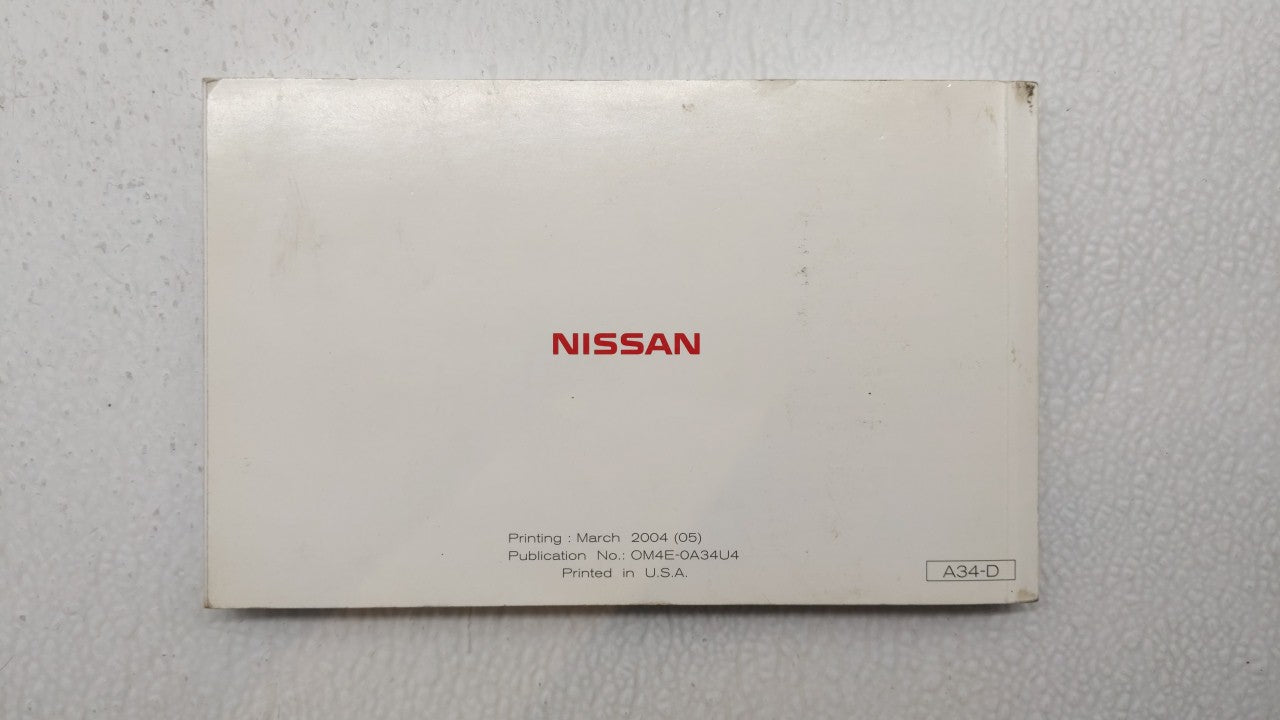 NISSAN
Printing : March 2004 (05)
Publication No.: OM4E-0A34U4
Printed in U.S.A.
A34-D